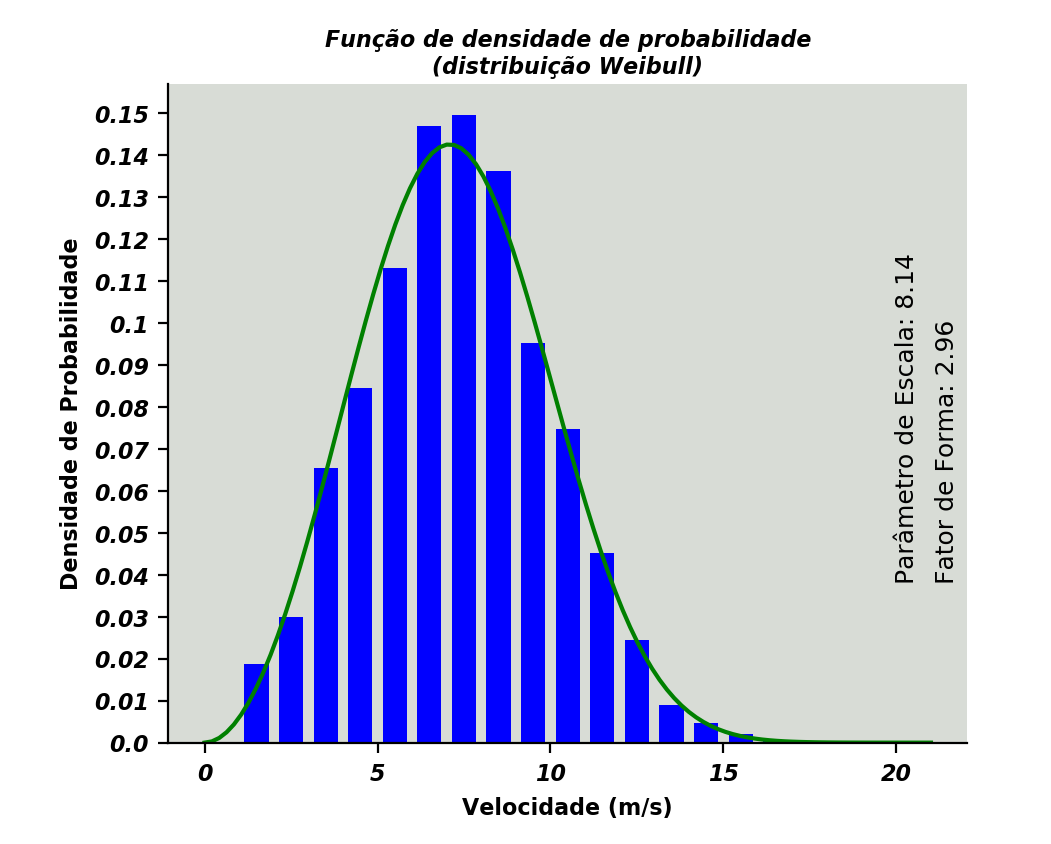 Função de densidade de probabilidade
(distribuição Weibull)
0.15
0.14
0.13
0.12
0.11
0.1
0.09
0.08
0.07
0.06
0.05
0.04
0.03
0.02
0.01
0.0
Densidade de Probabilidade
0 5 10 15 20
Velocidade (m/s)
Parâmetro de Escala: 8.14
Fator de Forma: 2.96